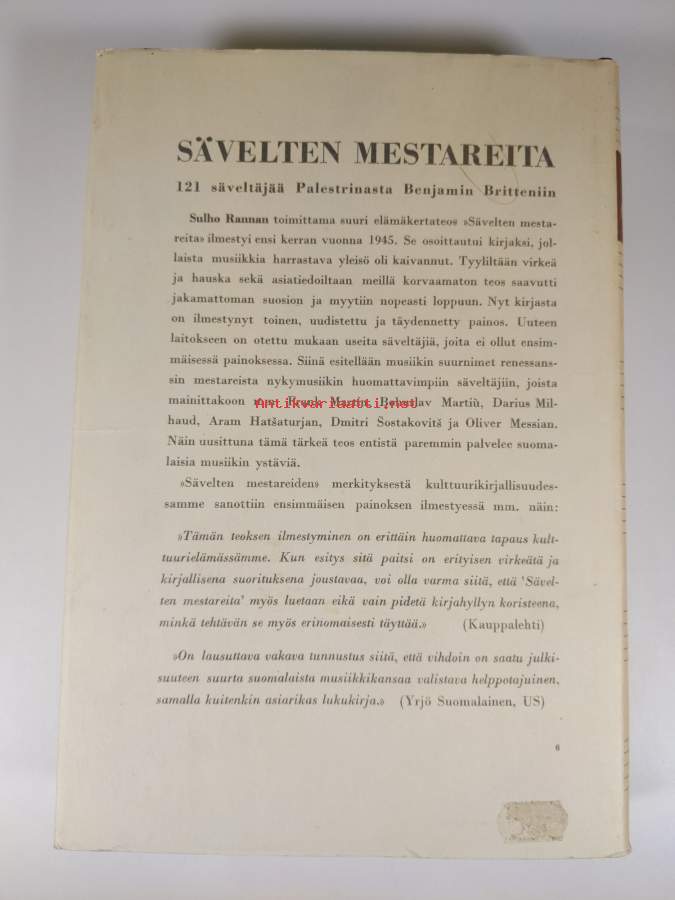 SÄVELTEN MESTAREITA
121 säveltäjää Palestrinasta Benjamin Britteniin
Sulho Rannan toimittama suuri elämäkertateos »Sävelten mesta-
reita» ilmestyi ensi kerran vuonna 1945. Se osoittautui kirjaksi, jol-
laista musiikkia harrastava yleisö oli kaivannut. Tyyliltään virkeä
ja hauska sekä asiatiedoiltaan meillä korvaamaton teos saavutti
jakamattoman suosion ja myytiin nopeasti loppuun. Nyt kirjasta
on ilmestynyt toinen, uudistettu ja täydennetty painos. Uuteen
laitokseen on otettu mukaan useita säveltäjiä, joita ei ollut ensim-
mäisessä painoksessa. Siinä esitellään musiikin suurnimet renessans-
sin mestareista nykymusiikin huomattavimpiin säveltäjiin, joista
mainittakoon mm. Frank Martin, Bohuslav Martiù, Darius Mil-
Antikvariaatti.net
haud, Aram Hatšaturjan, Dmitri Šostakovitš ja Oliver Messian.
Näin uusittuna tämä tärkeä teos entistä paremmin palvelee suoma-
laisia musiikin ystäviä.
»Sävelten mestareiden» merkityksestä kulttuurikirjallisuudes-
samme sanottiin ensimmäisen painoksen ilmestyessä mm. näin:
»Tämän teoksen ilmestyminen on erittäin huomattava tapaus kult-
tuurielämässämme. Kun esitys sitä paitsi on erityisen virkeätä ja
kirjallisena suorituksena joustavaa, voi olla varma siitä, että 'Sävel-
ten mestareita' myös luetaan eikä vain pidetä kirjahyllyn koristeena,
minkä tehtävän se myös erinomaisesti täyttää.» (Kauppalehti)
»On lausuttava vakava tunnustus siitä, että vihdoin on saatu julki-
suuteen suurta suomalaista musiikkikansaa valistava helppotajuinen,
samalla kuitenkin asiarikas lukukirja.» (Yrjö Suomalainen, US)
6